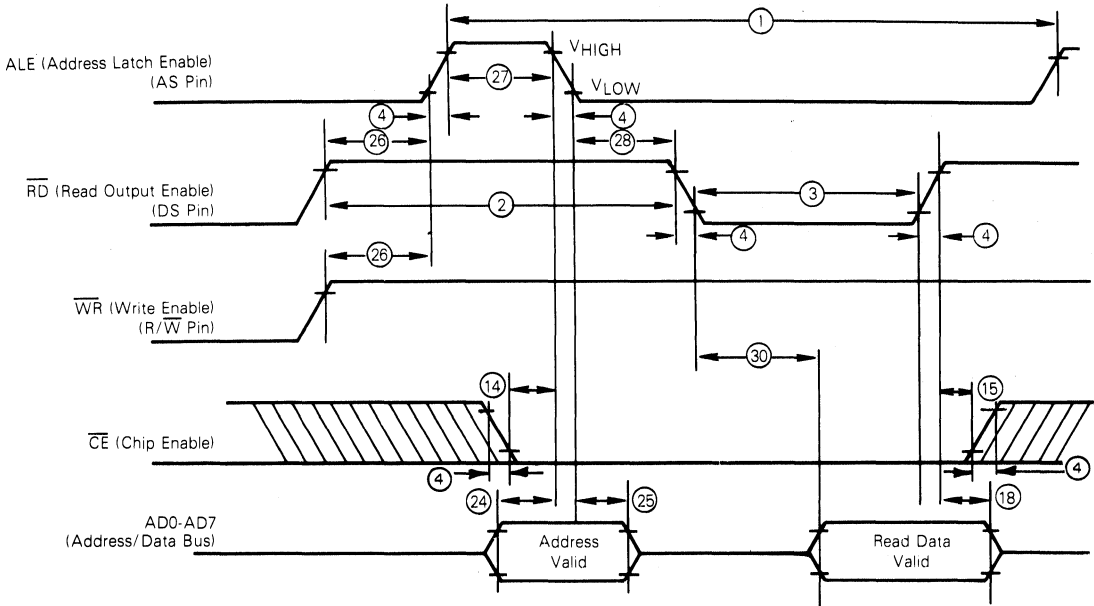 1
ALE (Address Latch Enable)
(AS Pin)
VHIGH
27
VLOW
4
4
26
28
RD (Read Output Enable)
(DS Pin)
3
2
4
4
26
WR (Write Enable)
(R/W Pin)
30
14
15
CE (Chip Enable)
4
4
24
25
18
AD0-AD7
(Address/Data Bus)
Address
Valid
Read Data
Valid